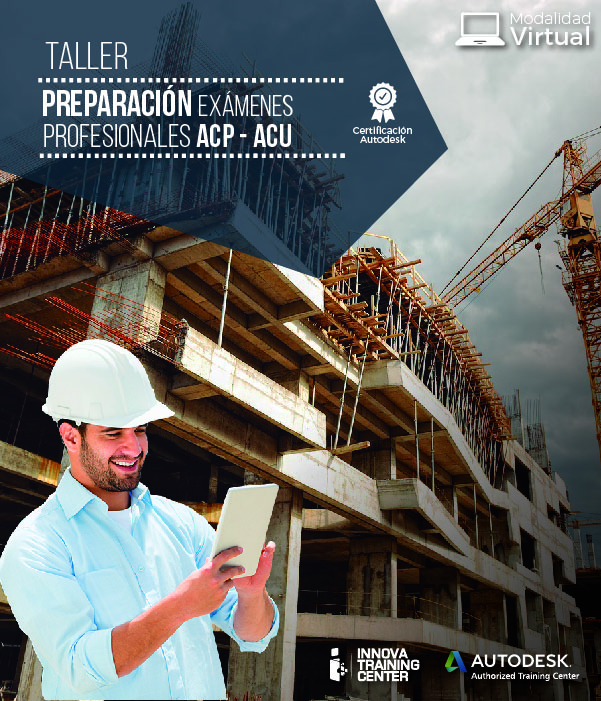 Modalidad
Virtual
TALLER
PREPARACIÓN EXÁMENES
PROFESIONALES ACP - ACU
Certificación
Autodesk
INNOVA
TRAINING
CENTER
AUTODESK.
Authorized Training Center